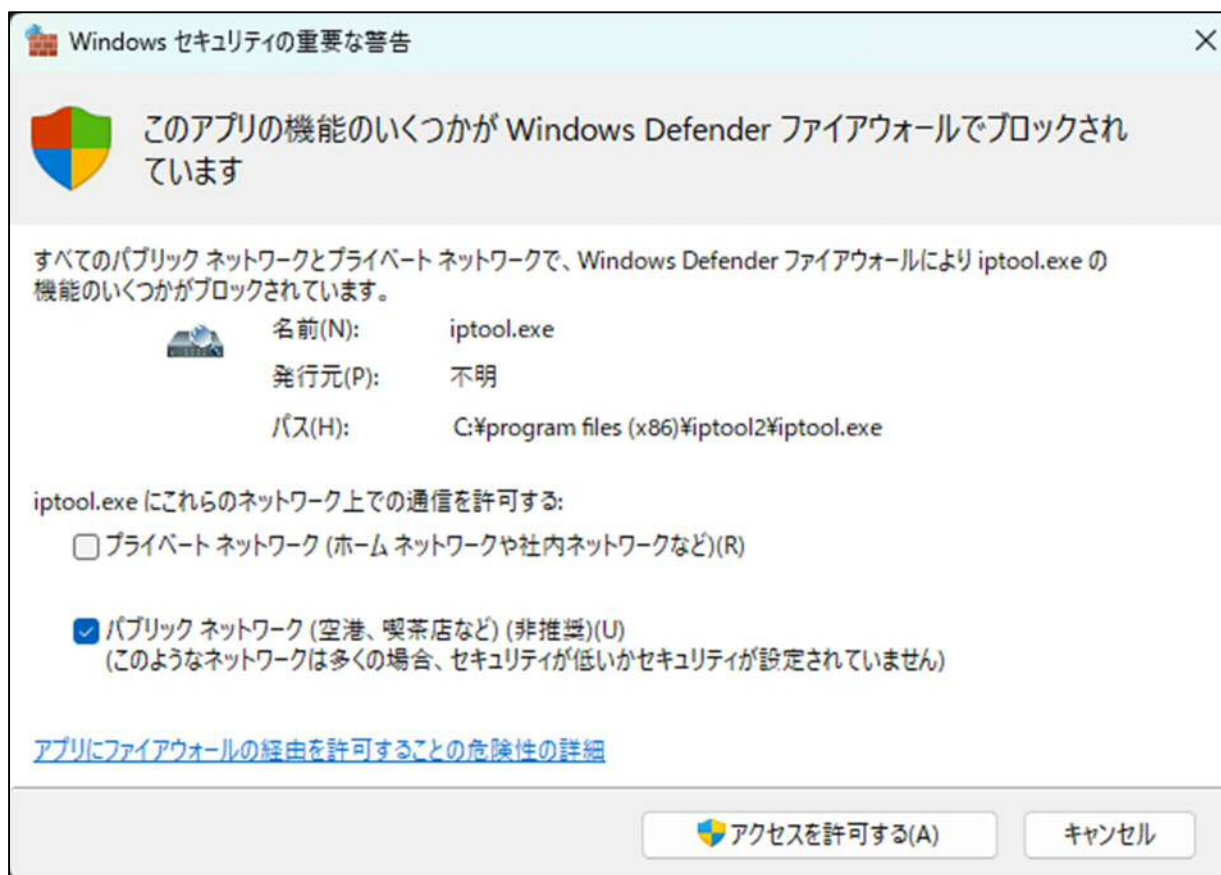 Windows セキュリティの重要な警告
このアプリの機能のいくつかが Windows Defender ファイアウォールでブロックされ
ています
すべてのパブリック ネットワークとプライベート ネットワークで、Windows Defender ファイアウォールにより iptool.exe の
機能のいくつかがブロックされています。
名前(N): iptool.exe
発行元(P): 不明
パス(H): C:¥program files (x86)¥iptool2¥iptool.exe
iptool.exe にこれらのネットワーク上での通信を許可する:
プライベート ネットワーク (ホーム ネットワークや社内ネットワークなど)(R)
パブリック ネットワーク (空港、喫茶店など) (非推奨)(U)
(このようなネットワークは多くの場合、セキュリティが低いかセキュリティが設定されていません)
アプリにファイアウォールの経由を許可することの危険性の詳細
アクセスを許可する(A) キャンセル